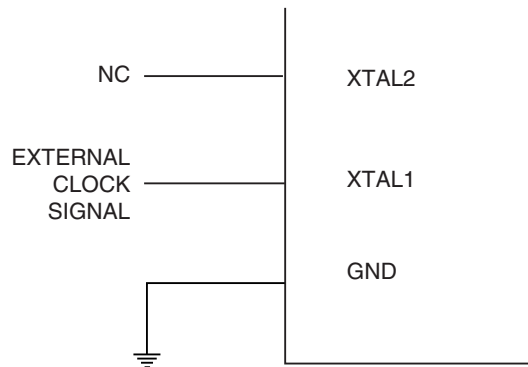 NC
XTAL2
EXTERNAL
CLOCK
SIGNAL
XTAL1
GND